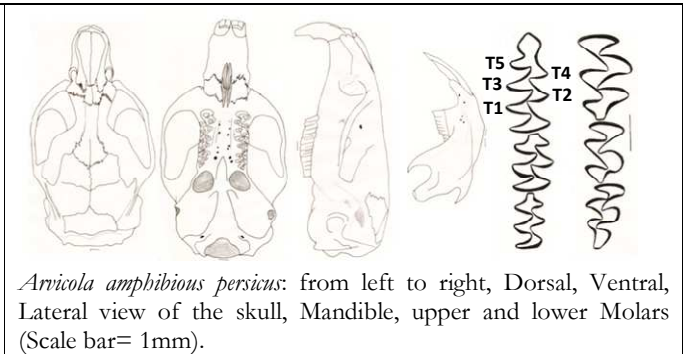 T5
T4
T3
T2
T1
Arvicola amphibious persicus: from left to right, Dorsal, Ventral,
Lateral view of the skull, Mandible, upper and lower Molars
(Scale bar= 1mm).